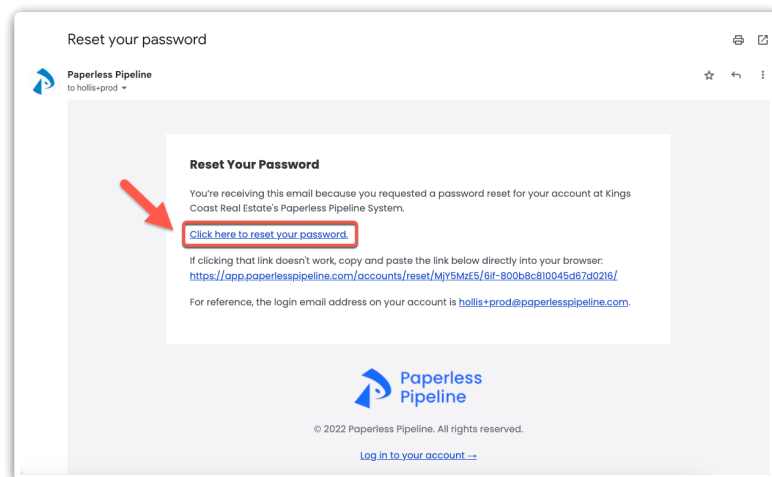 Reset your password
Paperless Pipeline
to hollis+prod
Reset Your Password
You're receiving this email because you requested a password reset for your account at Kings
Coast Real Estate's Paperless Pipeline System.
Click here to reset your password.
If clicking that link doesn't work, copy and paste the link below directly into your browser:
https://app.paperlesspipeline.com/accounts/reset/MjY5MzE5/6if-800b8c810045d67d0216/
For reference, the login email address on your account is hollis+prod@paperlesspipeline.com.
Paperless
Pipeline
© 2022 Paperless Pipeline. All rights reserved.
Log in to your account →